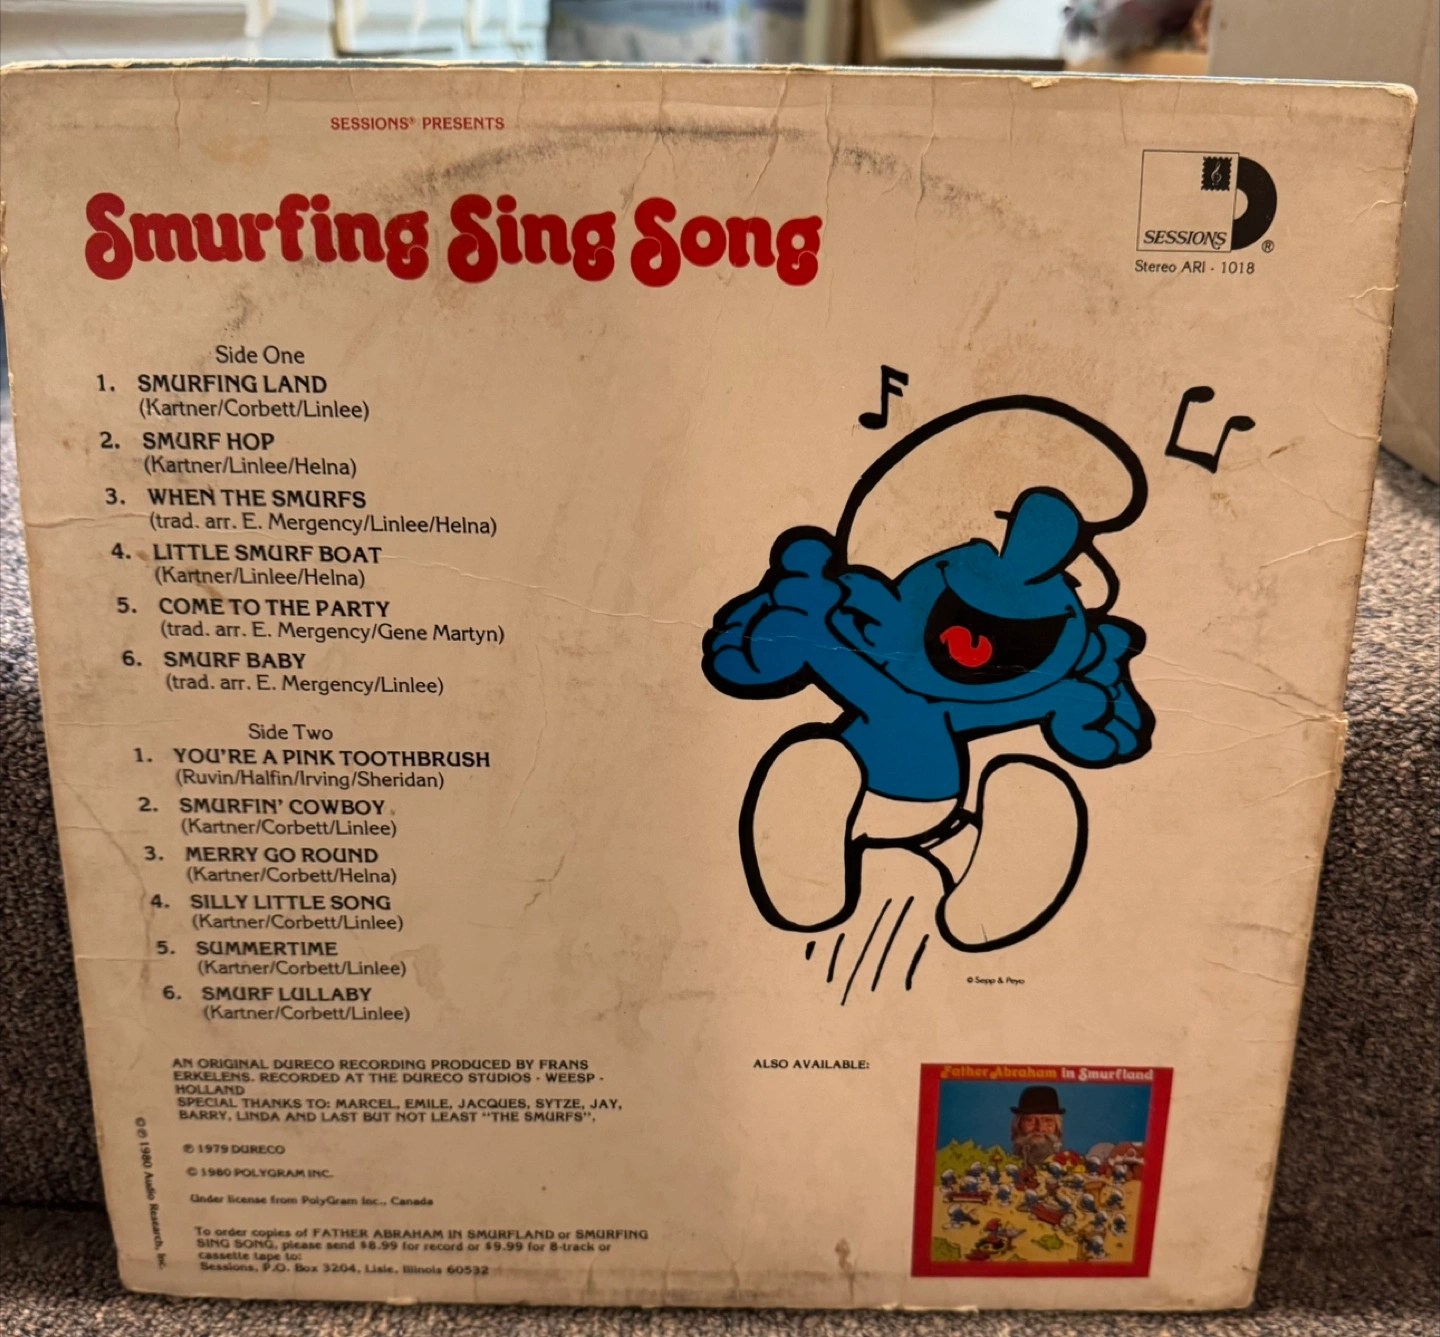 SESSIONS® PRESENTS
Smurfing Sing Song
SESSIONS ®
Stereo ARI - 1018
Side One
1. SMURFING LAND
(Kartner/Corbett/Linlee)
2. SMURF HOP
(Kartner/Linlee/Helna)
3. WHEN THE SMURFS
(trad. arr. E. Mergency/Linlee/Helna)
4. LITTLE SMURF BOAT
(Kartner/Linlee/Helna)
5. COME TO THE PARTY
(trad. arr. E. Mergency/Gene Martyn)
6. SMURF BABY
(trad. arr. E. Mergency/Linlee)
Side Two
1. YOU'RE A PINK TOOTHBRUSH
(Ruvin/Halfin/Irving/Sheridan)
2. SMURFIN' COWBOY
(Kartner/Corbett/Linlee)
3. MERRY GO ROUND
(Kartner/Corbett/Helna)
4. SILLY LITTLE SONG
(Kartner/Corbett/Linlee)
5. SUMMERTIME
(Kartner/Corbett/Linlee)
6. SMURF LULLABY
(Kartner/Corbett/Linlee)
© Sepp & Peyo
AN ORIGINAL DURECO RECORDING PRODUCED BY FRANS
ERKELENS. RECORDED AT THE DURECO STUDIOS - WEESP -
HOLLAND
SPECIAL THANKS TO: MARCEL, EMILE, JACQUES, SYTZE, JAY,
BARRY, LINDA AND LAST BUT NOT LEAST "THE SMURFS".
℗ 1979 DURECO
© 1980 POLYGRAM INC.
Under license from PolyGram Inc., Canada
To order copies of FATHER ABRAHAM IN SMURFLAND or SMURFING
SING SONG, please send $8.99 for record or $9.99 for 8-track or
cassette tape to:
Sessions, P.O. Box 3204, Lisle, Illinois 60532
©℗ 1980 Audio Research, Inc.
ALSO AVAILABLE:
Father Abraham in Smurfland